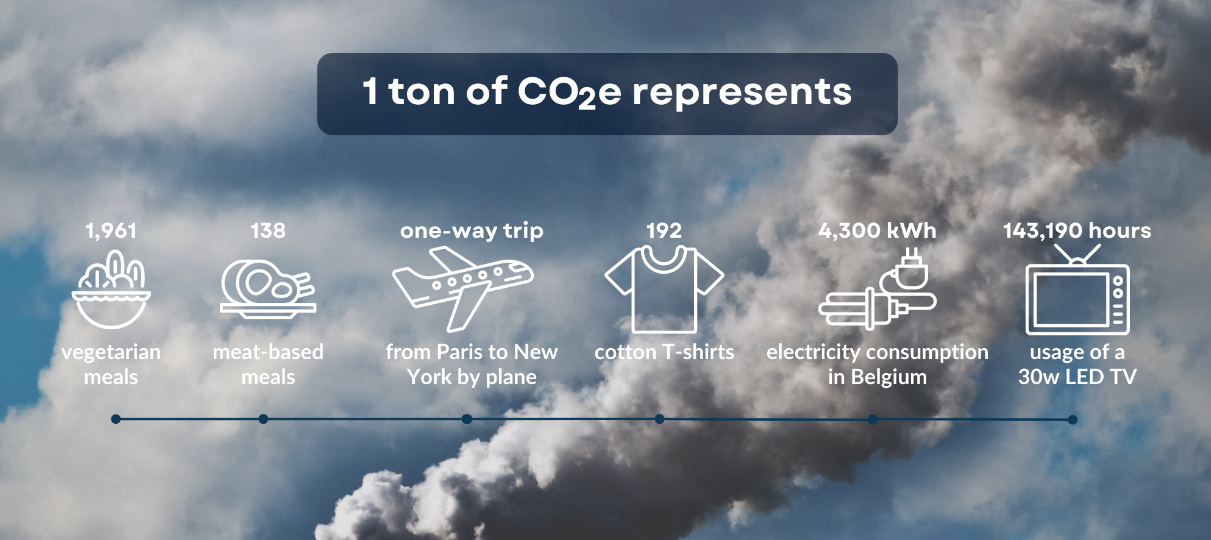 1 ton of CO₂e represents
1,961
vegetarian
meals
138
meat-based
meals
one-way trip
from Paris to New
York by plane
192
cotton T-shirts
4,300 kWh
electricity consumption
in Belgium
143,190 hours
usage of a
30w LED TV